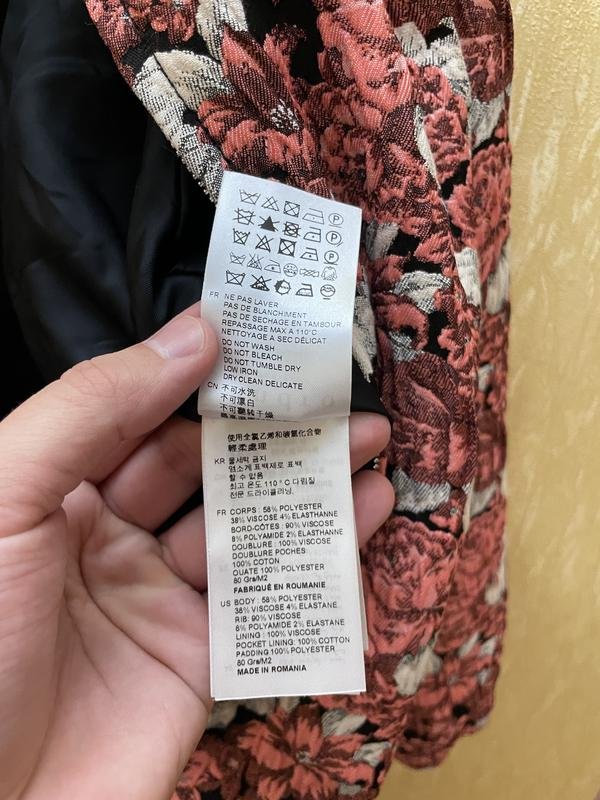 FR NE PAS LAVER
PAS DE BLANCHIMENT
PAS DE SECHAGE EN TAMBOUR
REPASSAGE MAX A 110°C
NETTOYAGE A SEC DÉLICAT
DO NOT WASH
DO NOT BLEACH
DO NOT TUMBLE DRY
LOW IRON
DRY CLEAN DELICATE
CN 不可水洗
不可漂白
不可翻转干燥
使用全氯乙烯和碳氫化合物
輕柔處理
KR 물세탁 금지
염소계 표백제로 표백
할 수 없음
최고 온도 110°C 다림질
전문 드라이클리닝.
FR CORPS : 58% POLYESTER
38% VISCOSE 4% ELASTHANNE
BORD-CÔTES : 90% VISCOSE
8% POLYAMIDE 2% ÉLASTHANNE
DOUBLURE : 100% VISCOSE
DOUBLURE POCHES
100% COTON
OUATE 100% POLYESTER
80 Grs/M2
FABRIQUÉ EN ROUMANIE
US BODY : 58% POLYESTER
38% VISCOSE 4% ELASTANE
RIB: 90% VISCOSE
8% POLYAMIDE 2% ELASTANE,
LINING : 100% VISCOSE
POCKET LINING: 100% COTTON
PADDING 100% POLYESTER
80 Grs/M2
MADE IN ROMANIA